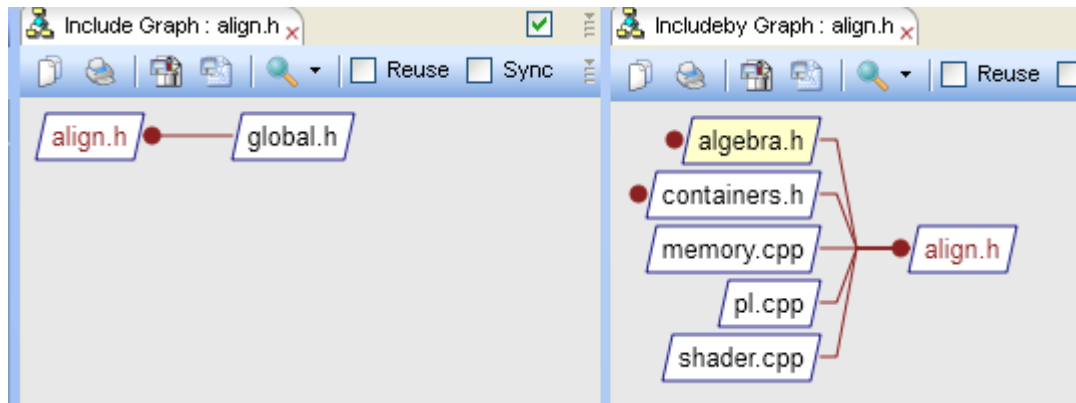 Include Graph : align.h
Reuse Sync
align.h global.h
Includeby Graph : align.h
Reuse
algebra.h
containers.h
memory.cpp
align.h
pl.cpp
shader.cpp